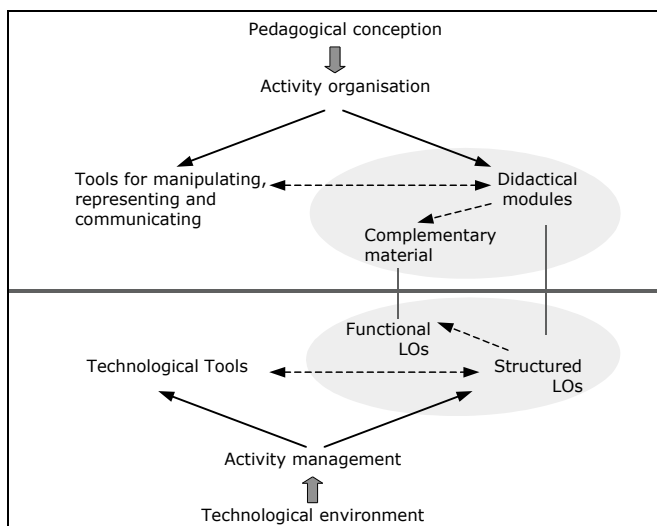 Pedagogical conception
Activity organisation
Tools for manipulating,
representing and
communicating
Didactical
modules
Complementary
material
Functional
LOs
Technological Tools
Structured
LOs
Activity management
Technological environment